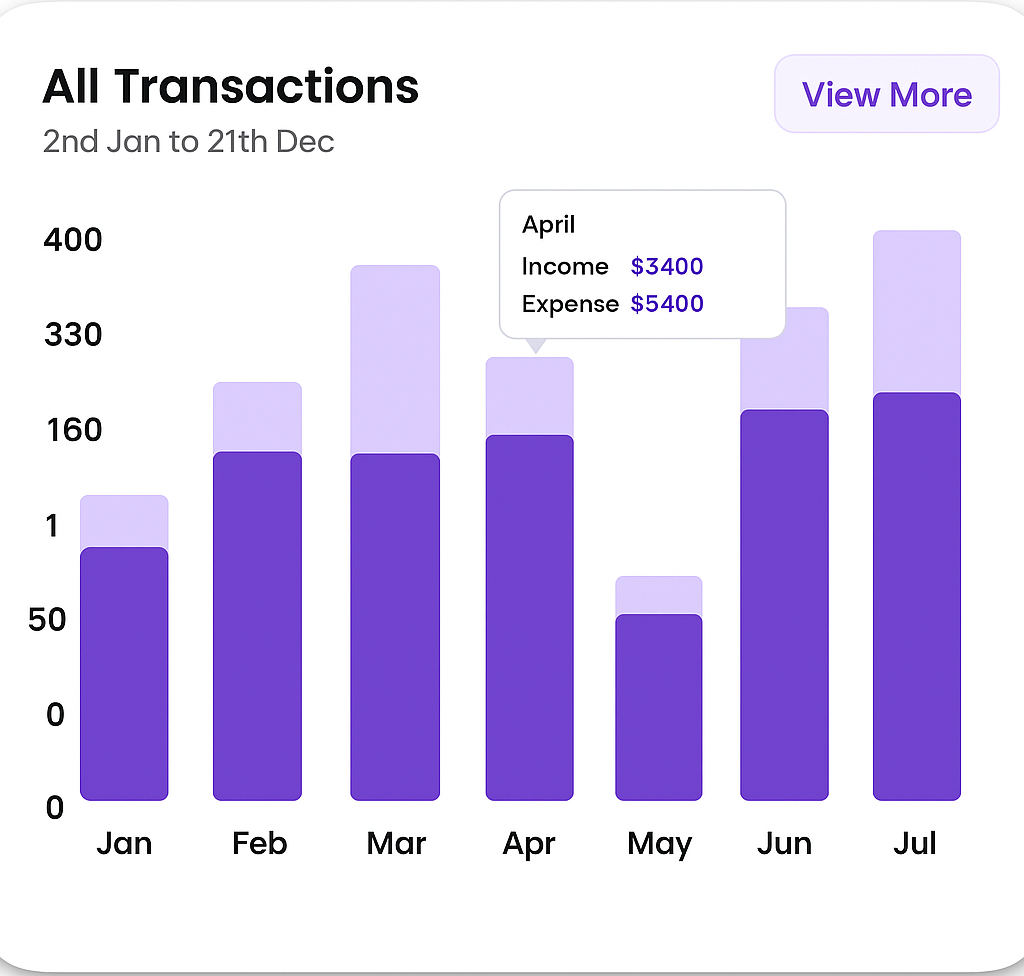 All Transactions
View More
2nd Jan to 21th Dec
April
Income $3400
Expense $5400
400
330
160
1
50
0
0
Jan Feb Mar Apr May Jun Jul